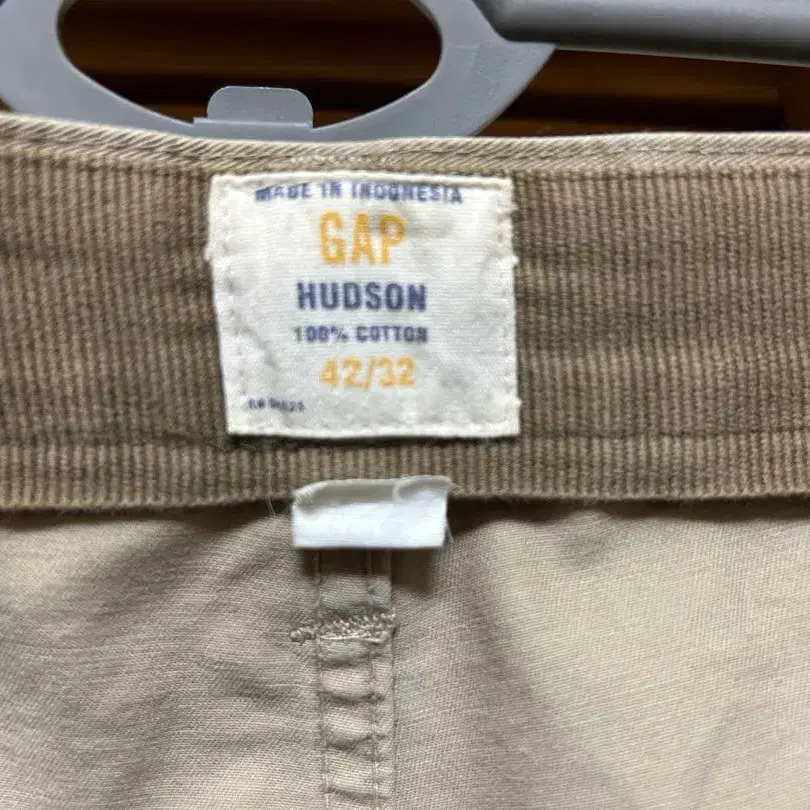 MADE IN INDONESIA
GAP
HUDSON
100% COTTON
42/32